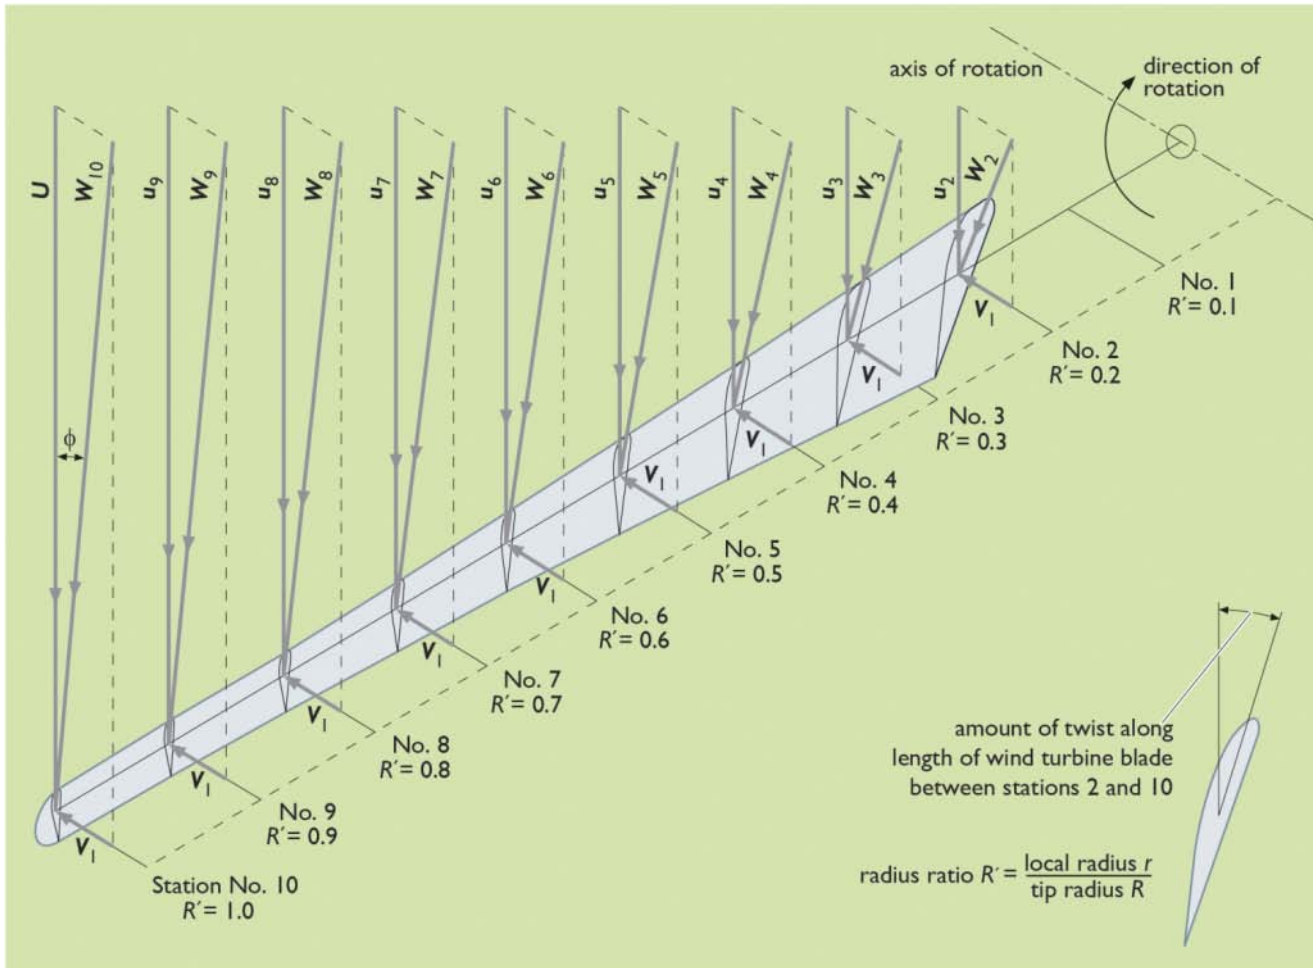 axis of rotation
direction of
rotation
U
W10
u9
W9
u8
W8
u7
W7
u6
W6
u5
W5
u4
W4
u3
W3
u2
W2
ϕ
V1
No. 1
R′ = 0.1
V1
No. 2
R′ = 0.2
V1
No. 3
R′ = 0.3
V1
No. 4
R′ = 0.4
V1
No. 5
R′ = 0.5
V1
No. 6
R′ = 0.6
V1
No. 7
R′ = 0.7
V1
No. 8
R′ = 0.8
V1
No. 9
R′ = 0.9
Station No. 10
R′ = 1.0
amount of twist along
length of wind turbine blade
between stations 2 and 10
radius ratio R′ = local radius r
tip radius R